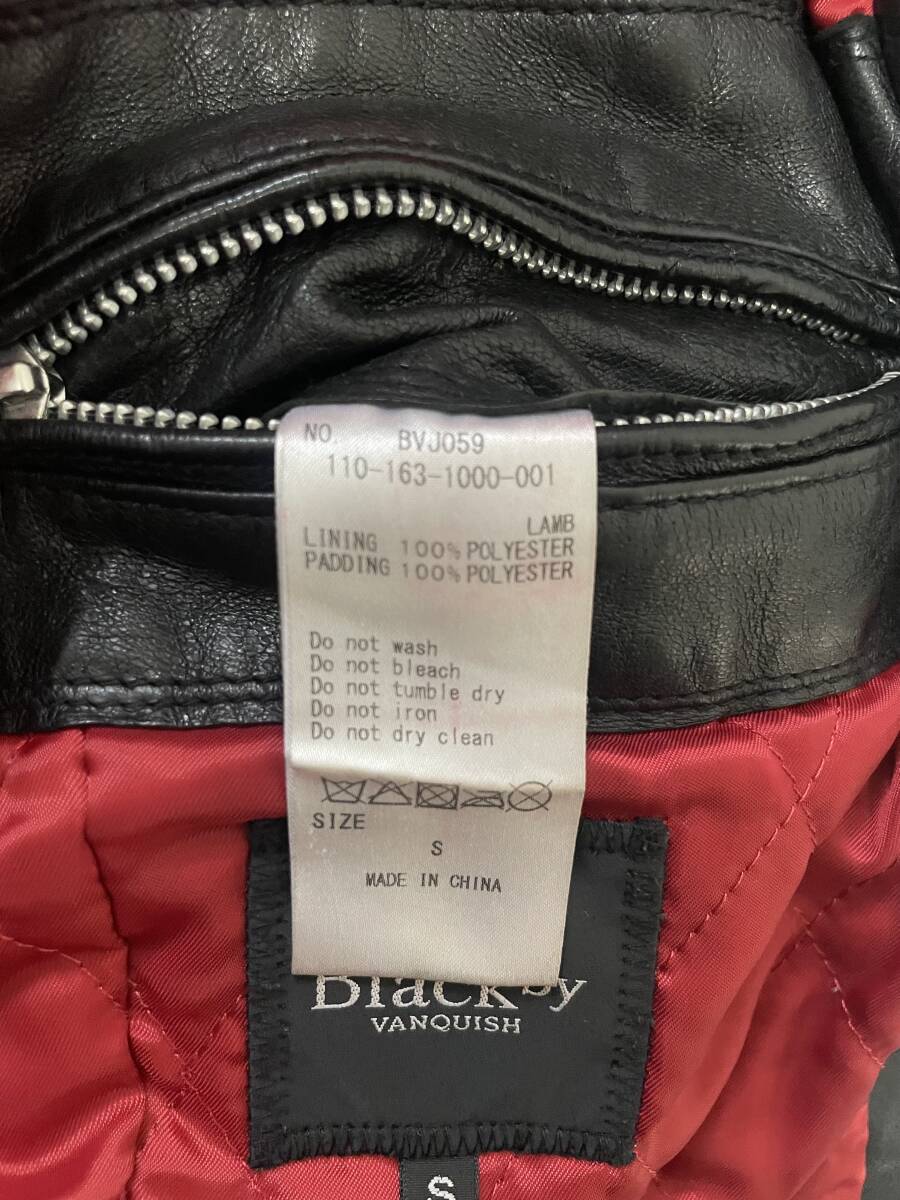 NO. BVJ059
110-163-1000-001
LAMB
LINING 100% POLYESTER
PADDING 100% POLYESTER
Do not wash
Do not bleach
Do not tumble dry
Do not iron
Do not dry clean
SIZE
S
MADE IN CHINA
Black by
VANQUISH
S